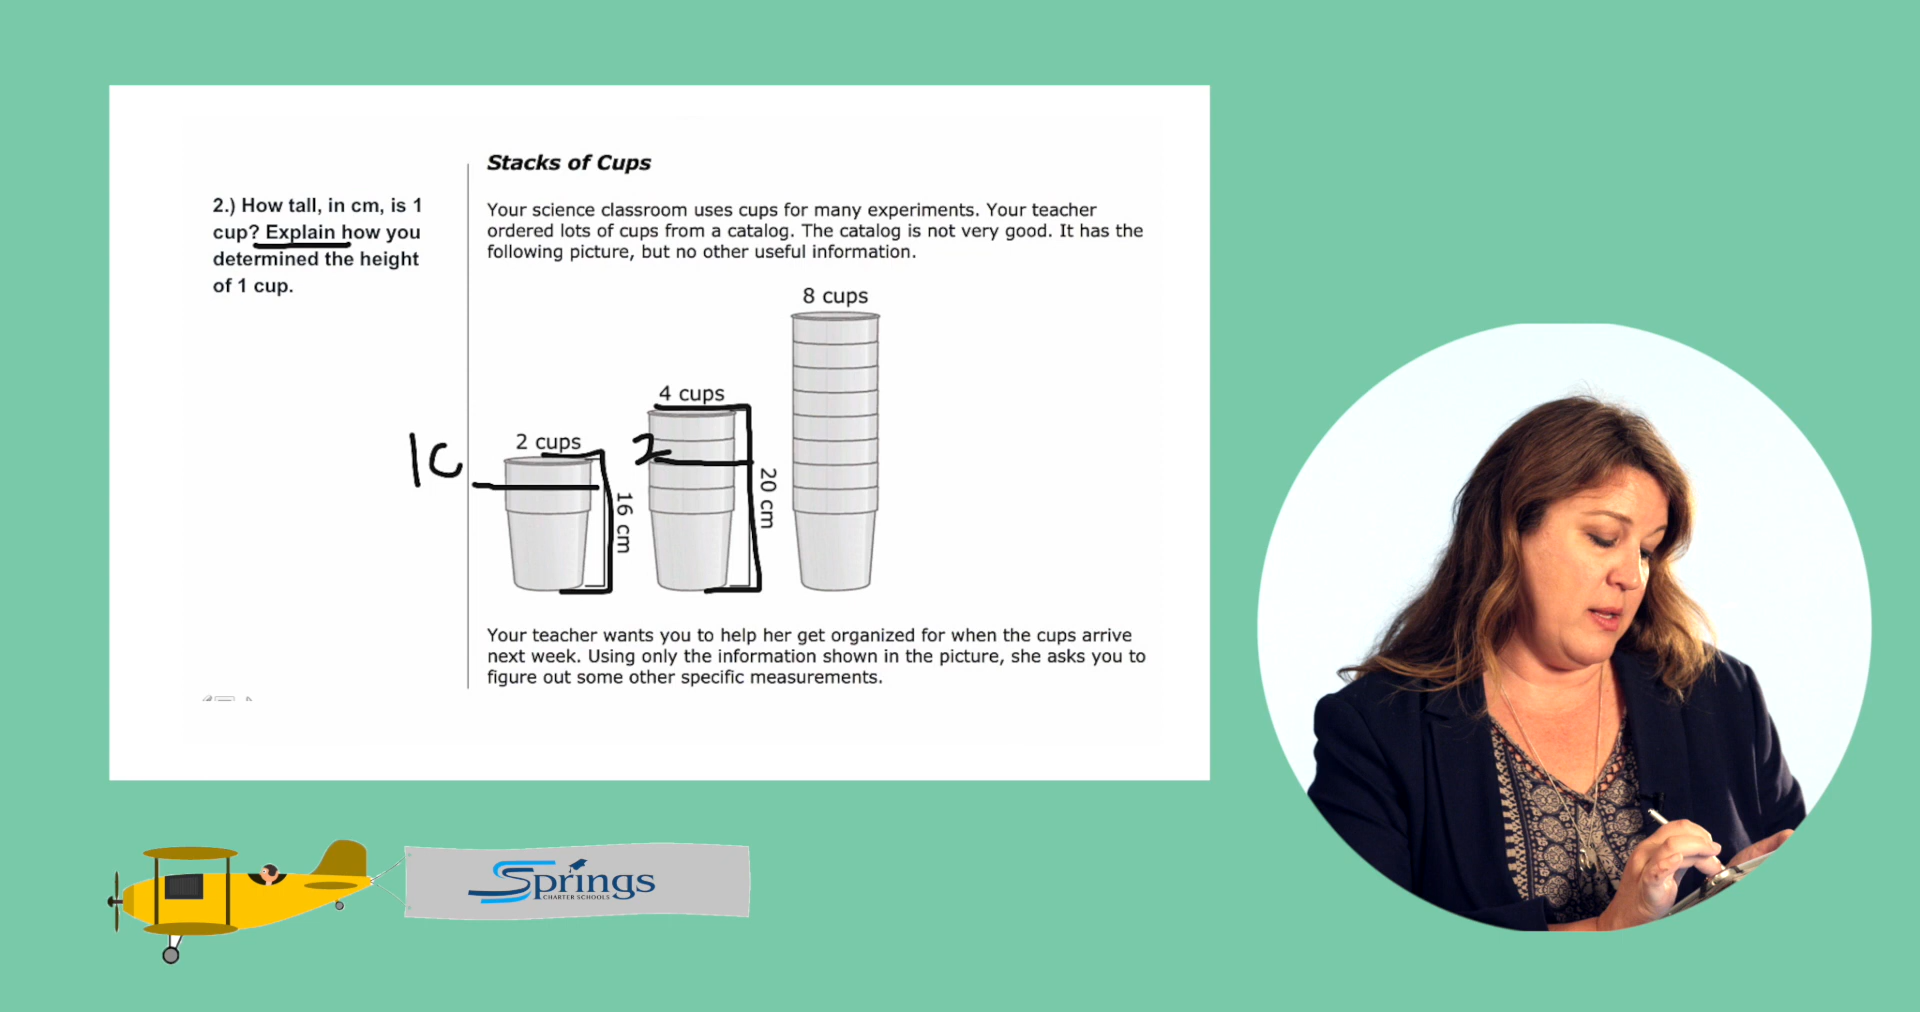 Stacks of Cups
2.) How tall, in cm, is 1
cup? Explain how you
determined the height
of 1 cup.
Your science classroom uses cups for many experiments. Your teacher
ordered lots of cups from a catalog. The catalog is not very good. It has the
following picture, but no other useful information.
8 cups
4 cups
2 cups
1C
2
16 cm
20 cm
Your teacher wants you to help her get organized for when the cups arrive
next week. Using only the information shown in the picture, she asks you to
figure out some other specific measurements.
Springs
CHARTER SCHOOLS